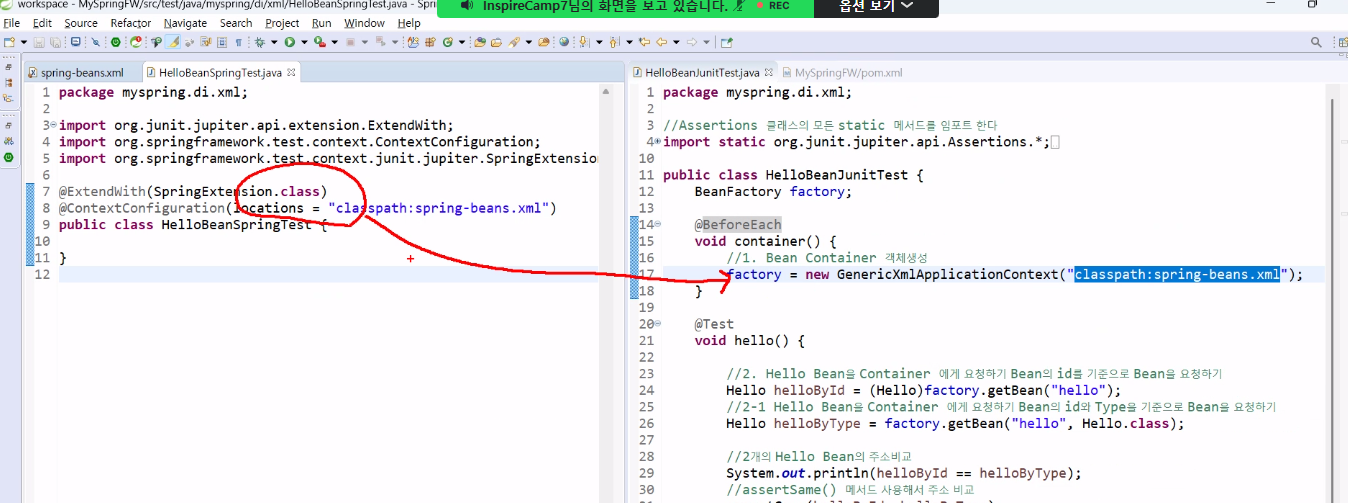 workspace - MySpringFW/src/test/java/myspring/di/xml/HelloBeanSpringTest.java - Spri
InspireCamp7님의 화면을 보고 있습니다. REC 옵션 보기
File Edit Source Refactor Navigate Search Project Run Window Help
spring-beans.xml HelloBeanSpringTest.java
1 package myspring.di.xml;
2
3 import org.junit.jupiter.api.extension.ExtendWith;
4 import org.springframework.test.context.ContextConfiguration;
5 import org.springframework.test.context.junit.jupiter.SpringExtension
6
7 @ExtendWith(SpringExtension.class)
8 @ContextConfiguration(locations = "classpath:spring-beans.xml")
9 public class HelloBeanSpringTest {
10
11 }
12
HelloBeanJunitTest.java MySpringFW/pom.xml
1 package myspring.di.xml;
2
3 //Assertions 클래스의 모든 static 메서드를 임포트 한다
4 import static org.junit.jupiter.api.Assertions.*;
10
11 public class HelloBeanJunitTest {
12 BeanFactory factory;
13
14 @BeforeEach
15 void container() {
16 //1. Bean Container 객체생성
17 factory = new GenericXmlApplicationContext("classpath:spring-beans.xml");
18 }
19
20 @Test
21 void hello() {
22
23 //2. Hello Bean을 Container 에게 요청하기 Bean의 id를 기준으로 Bean을 요청하기
24 Hello helloById = (Hello)factory.getBean("hello");
25 //2-1 Hello Bean을 Container 에게 요청하기 Bean의 id와 Type을 기준으로 Bean을 요청하기
26 Hello helloByType = factory.getBean("hello", Hello.class);
27
28 //2개의 Hello Bean의 주소비교
29 System.out.println(helloById == helloByType);
30 //assertSame() 메서드 사용해서 주소 비교